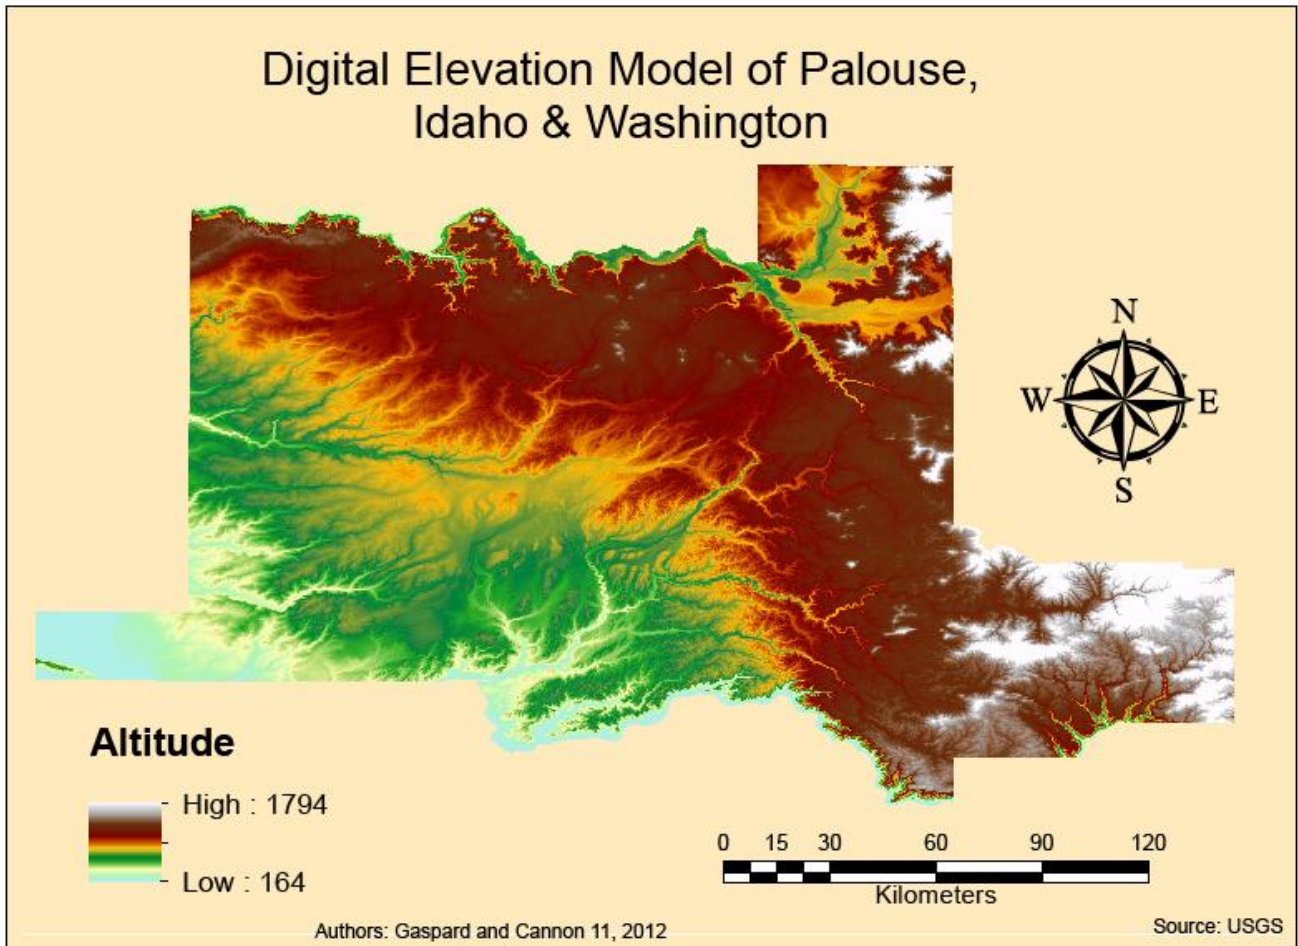 Digital Elevation Model of Palouse,
Idaho & Washington
N
W
E
S
Altitude
High : 1794
Low : 164
0 15 30 60 90 120
Kilometers
Authors: Gaspard and Cannon 11, 2012
Source: USGS